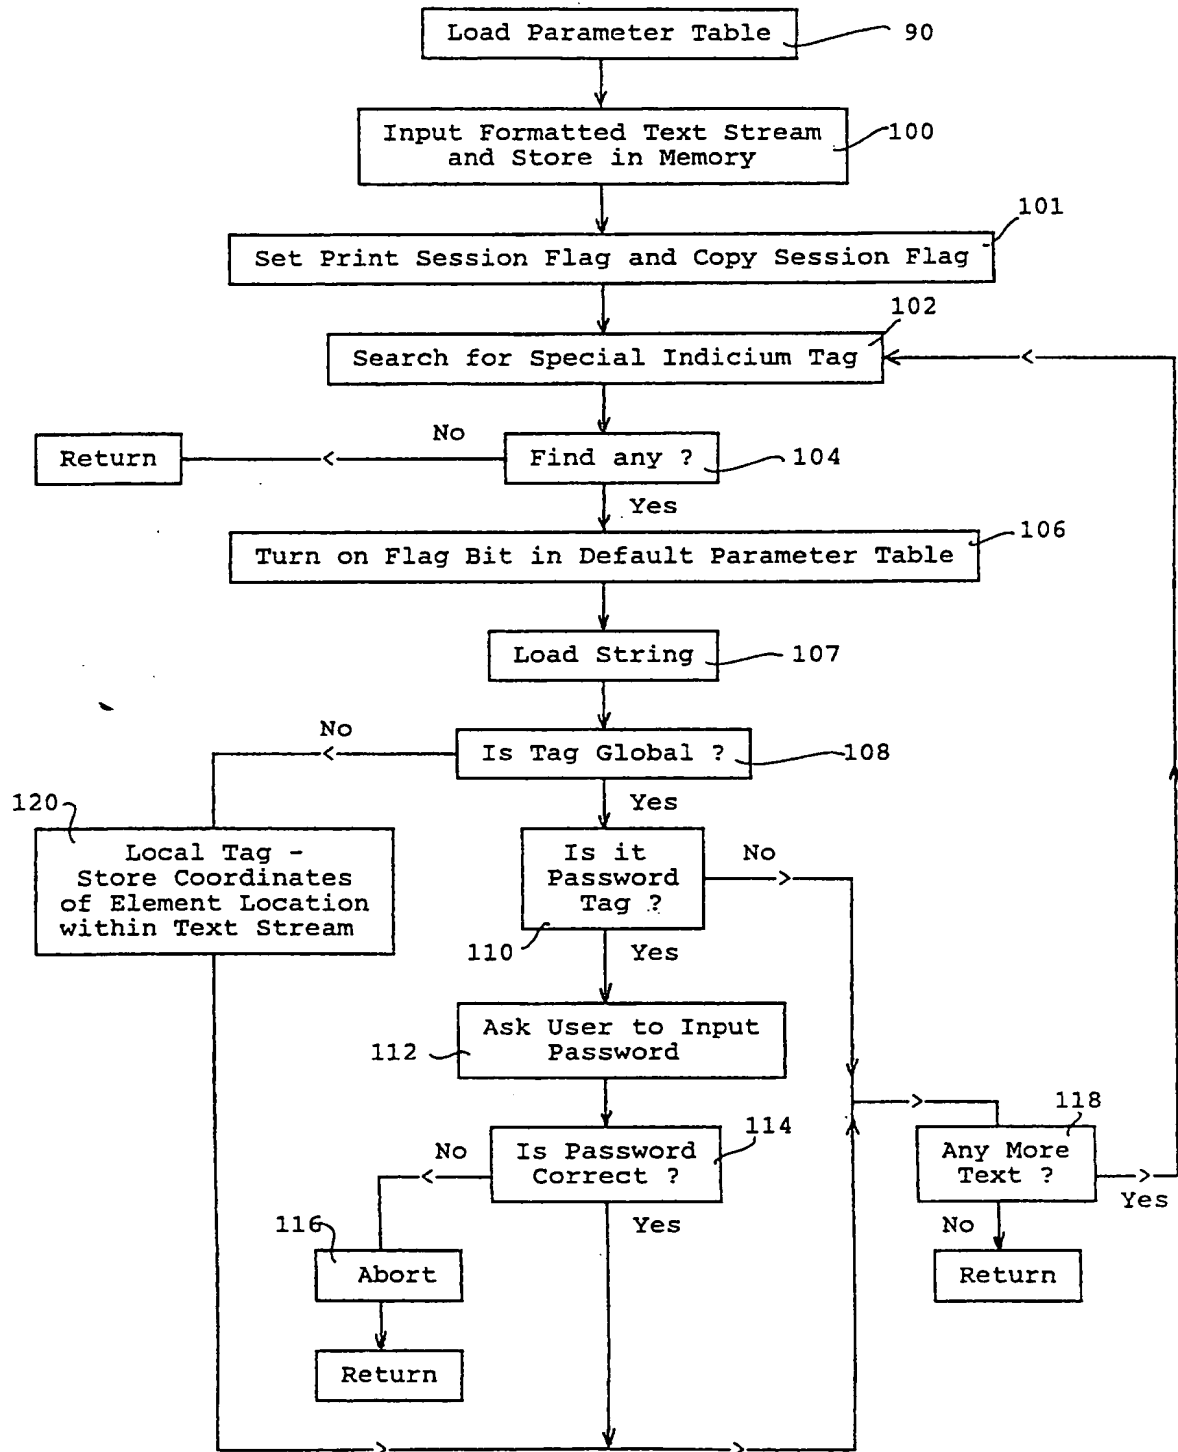 Load Parameter Table
90
Input Formatted Text Stream
and Store in Memory
100
101
Set Print Session Flag and Copy Session Flag
102
Search for Special Indicium Tag
No
Return
Find any ?
104
Yes
106
Turn on Flag Bit in Default Parameter Table
Load String
107
No
Is Tag Global ?
108
Yes
120
Local Tag -
Store Coordinates
of Element Location
within Text Stream
Is it
Password
Tag ?
No
110
Yes
Ask User to Input
Password
112
114
No
Is Password
Correct ?
118
Any More
Text ?
Yes
116
Yes
No
Abort
Return
Return